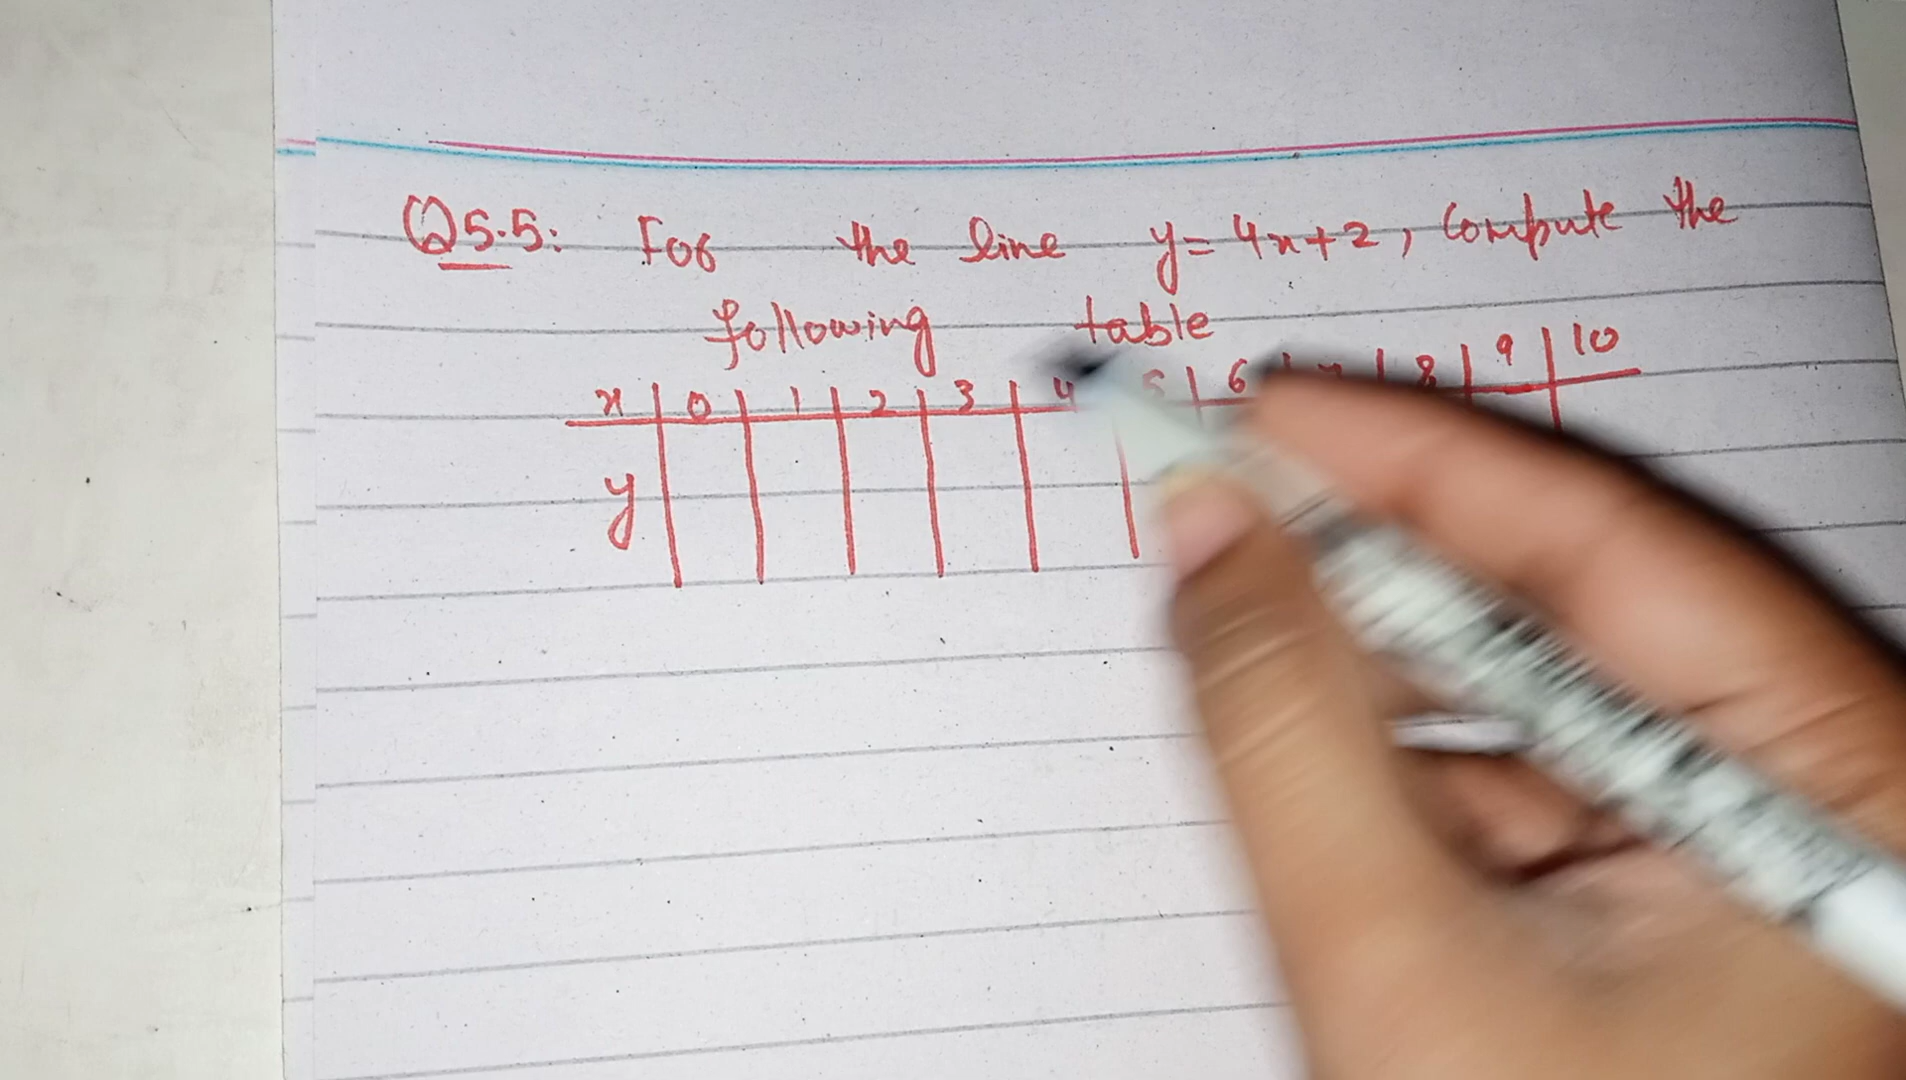 Q5.5: For the line y = 4x+2, Compute the
following table
x 0 1 2 3 4 5 6 7 8 9 10
y